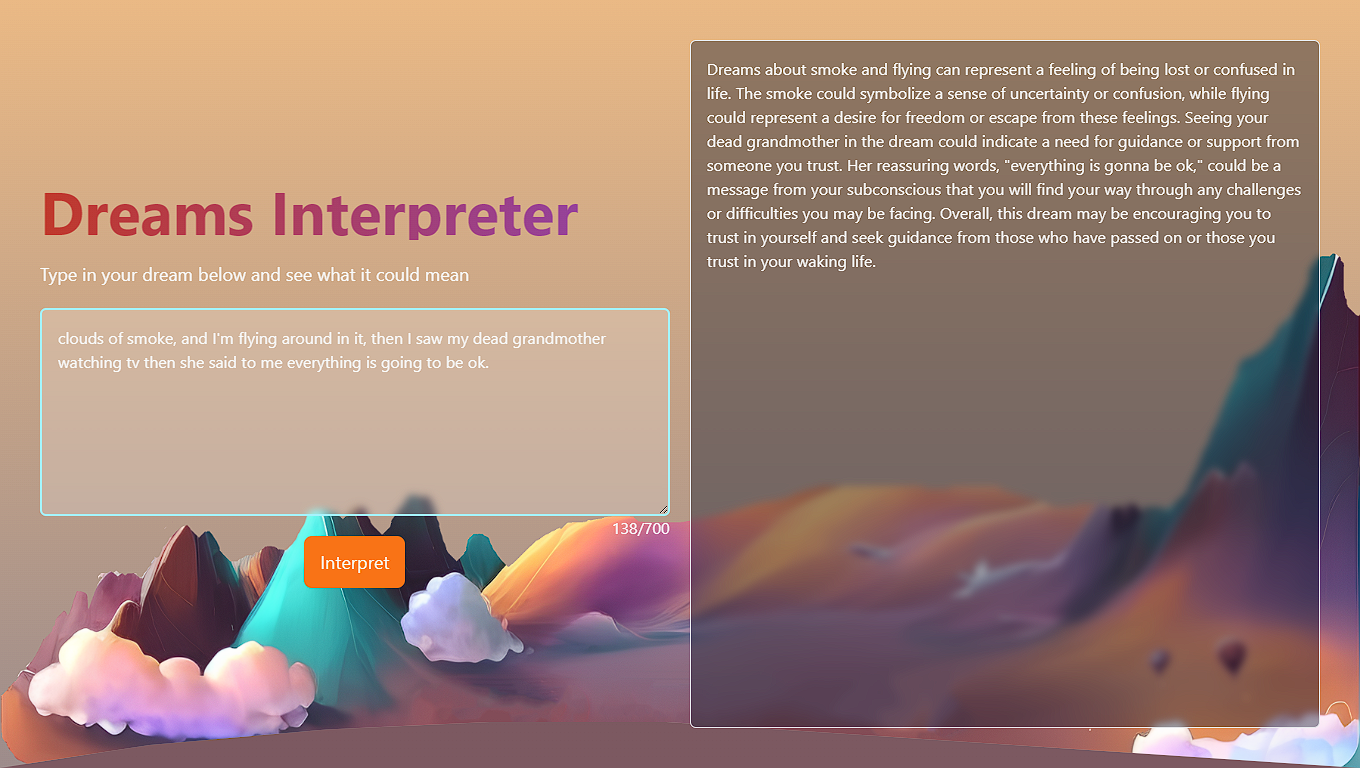 Dreams Interpreter
Type in your dream below and see what it could mean
clouds of smoke, and I'm flying around in it, then I saw my dead grandmother
watching tv then she said to me everything is going to be ok.
138/700
Interpret
Dreams about smoke and flying can represent a feeling of being lost or confused in
life. The smoke could symbolize a sense of uncertainty or confusion, while flying
could represent a desire for freedom or escape from these feelings. Seeing your
dead grandmother in the dream could indicate a need for guidance or support from
someone you trust. Her reassuring words, "everything is gonna be ok," could be a
message from your subconscious that you will find your way through any challenges
or difficulties you may be facing. Overall, this dream may be encouraging you to
trust in yourself and seek guidance from those who have passed on or those you
trust in your waking life.